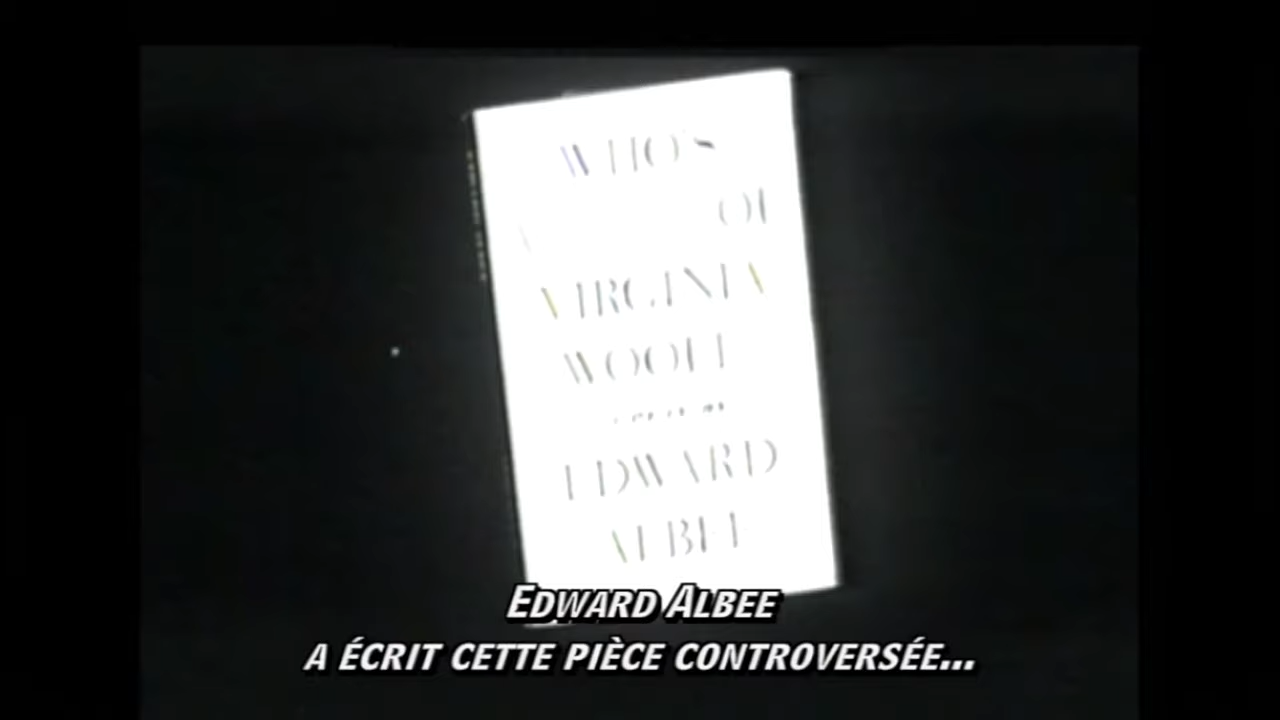 WHO'S
OF
VIRGINIA
WOOLF
EDWARD
ALBEE
EDWARD ALBEE
A ÉCRIT CETTE PIÈCE CONTROVERSÉE...